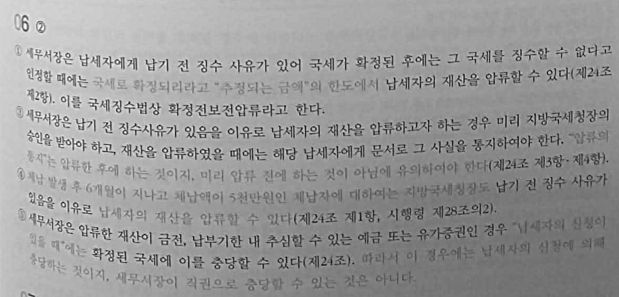 06 ②
① 세무서장은 납세자에게 납기 전 징수 사유가 있어 국세가 확정된 후에는 그 국세를 징수할 수 없다고
인정할 때에는 국세로 확정되리라고 "추정되는 금액"의 한도에서 납세자의 재산을 압류할 수 있다(제24조
제2항). 이를 국세징수법상 확정전보전압류라고 한다.
③ 세무서장은 납기 전 징수사유가 있음을 이유로 납세자의 재산을 압류하고자 하는 경우 미리 지방국세청장의
승인을 받아야 하고, 재산을 압류하였을 때에는 해당 납세자에게 문서로 그 사실을 통지하여야 한다. "압류의
통지"는 압류한 후에 하는 것이지, 미리 압류 전에 하는 것이 아님에 유의하여야 한다(제24조 제3항·제4항).
④ 체납 발생 후 6개월이 지나고 체납액이 5천만원인 체납자에 대하여는 지방국세청장도 납기 전 징수 사유가
있음을 이유로 납세자의 재산을 압류할 수 있다(제24조 제1항, 시행령 제28조의2).
⑤ 세무서장은 압류한 재산이 금전, 납부기한 내 추심할 수 있는 예금 또는 유가증권인 경우 "납세자의 신청이
있을 때"에는 확정된 국세에 이를 충당할 수 있다(제24조). 따라서 이 경우에는 납세자의 신청에 의해
충당하는 것이지, 세무서장이 직권으로 충당할 수 있는 것은 아니다.